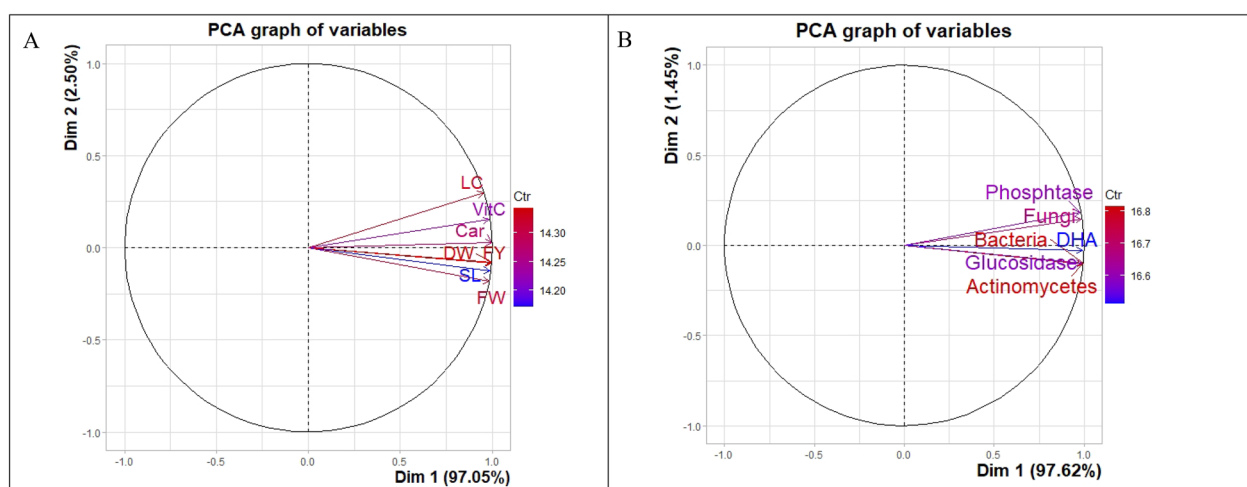 A
PCA graph of variables
Dim 2 (2.50%)
1.0
0.5
0.0
-0.5
-1.0
LC
VitC
Car
DW FY
SL
FW
-1.0 -0.5 0.0 0.5 1.0
Dim 1 (97.05%)
Ctr
14.30
14.25
14.20
B
PCA graph of variables
Dim 2 (1.45%)
1.0
0.5
0.0
-0.5
-1.0
Phosphtase
Fungi
Bacteria DHA
Glucosidase
Actinomycetes
-1.0 -0.5 0.0 0.5 1.0
Dim 1 (97.62%)
Ctr
16.8
16.7
16.6